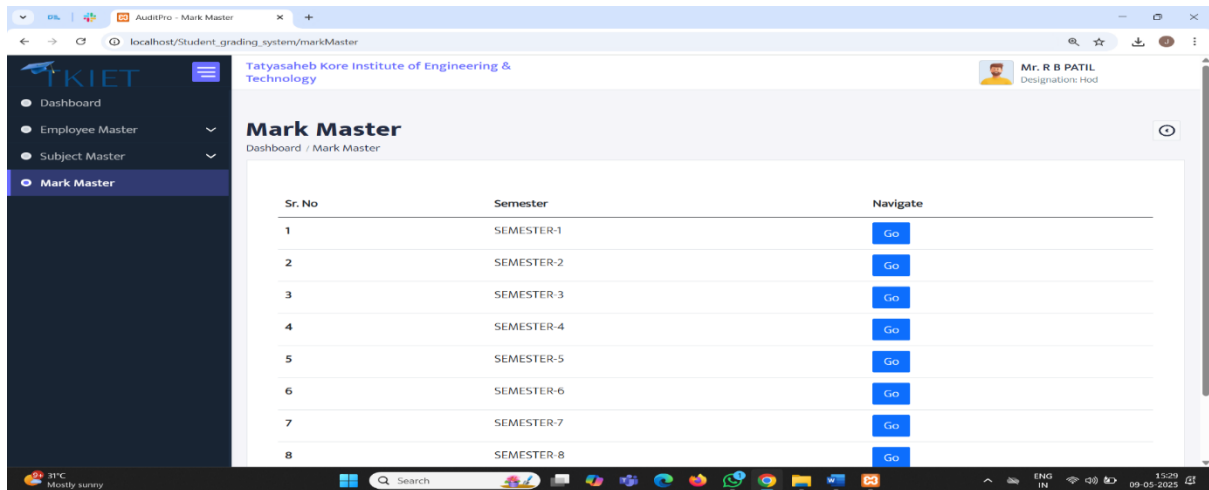 AuditPro - Mark Master
localhost/Student_grading_system/markMaster
TKIET
Tatyasaheb Kore Institute of Engineering &
Technology
Mr. R B PATIL
Designation: Hod
Dashboard
Employee Master
Subject Master
Mark Master
Mark Master
Dashboard / Mark Master
Sr. No Semester Navigate
1 SEMESTER-1 Go
2 SEMESTER-2 Go
3 SEMESTER-3 Go
4 SEMESTER-4 Go
5 SEMESTER-5 Go
6 SEMESTER-6 Go
7 SEMESTER-7 Go
8 SEMESTER-8 Go
31°C
Mostly sunny
Search
ENG
IN
15:29
09-05-2025